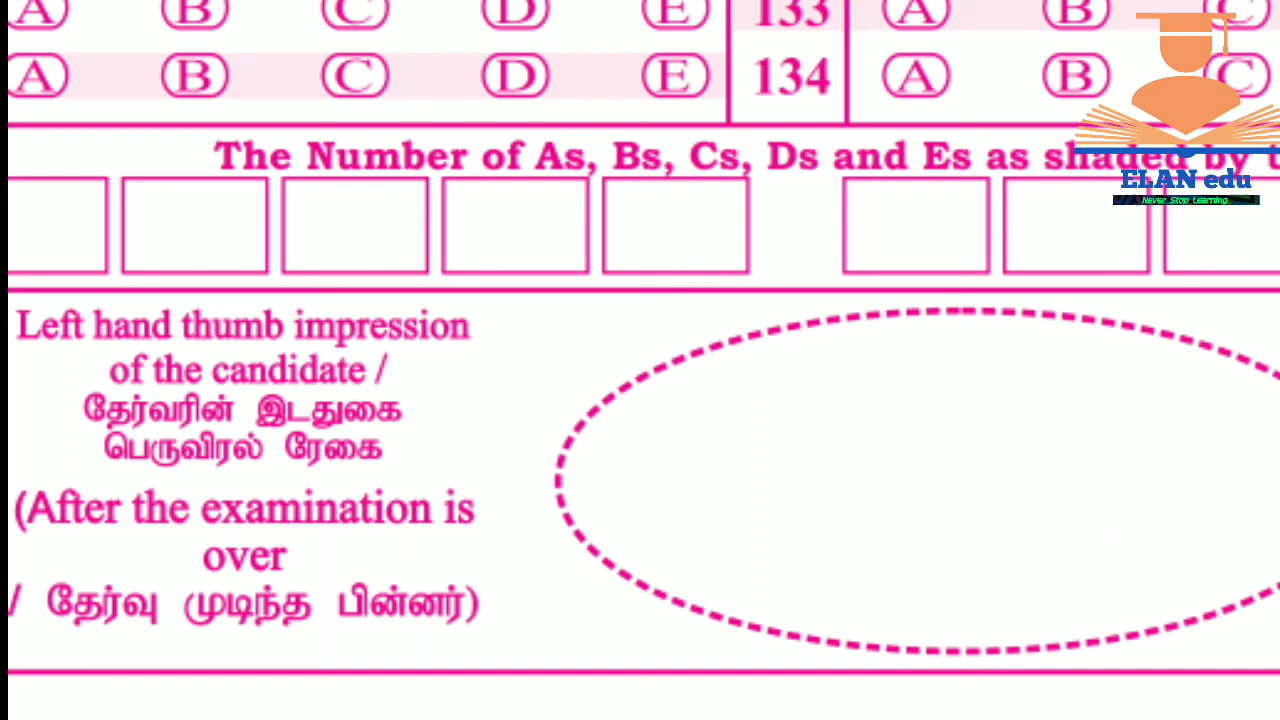 A B C D E 133 A B C
A B C D E 134 A B C
The Number of As, Bs, Cs, Ds and Es as shaded by t
ELAN edu
Never Stop Learning
Left hand thumb impression
of the candidate /
தேர்வரின் இடதுகை
பெருவிரல் ரேகை
(After the examination is
over
/ தேர்வு முடிந்த பின்னர்)